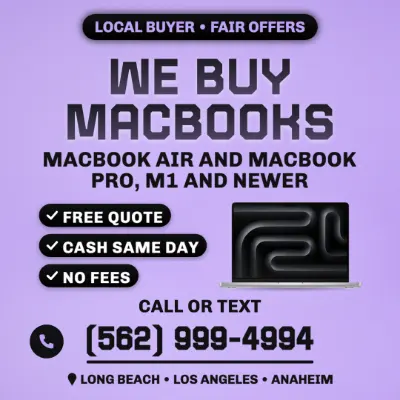 LOCAL BUYER • FAIR OFFERS
WE BUY
MACBOOKS
MACBOOK AIR AND MACBOOK
PRO, M1 AND NEWER
FREE QUOTE
CASH SAME DAY
NO FEES
CALL OR TEXT
(562) 999-4994
LONG BEACH • LOS ANGELES • ANAHEIM